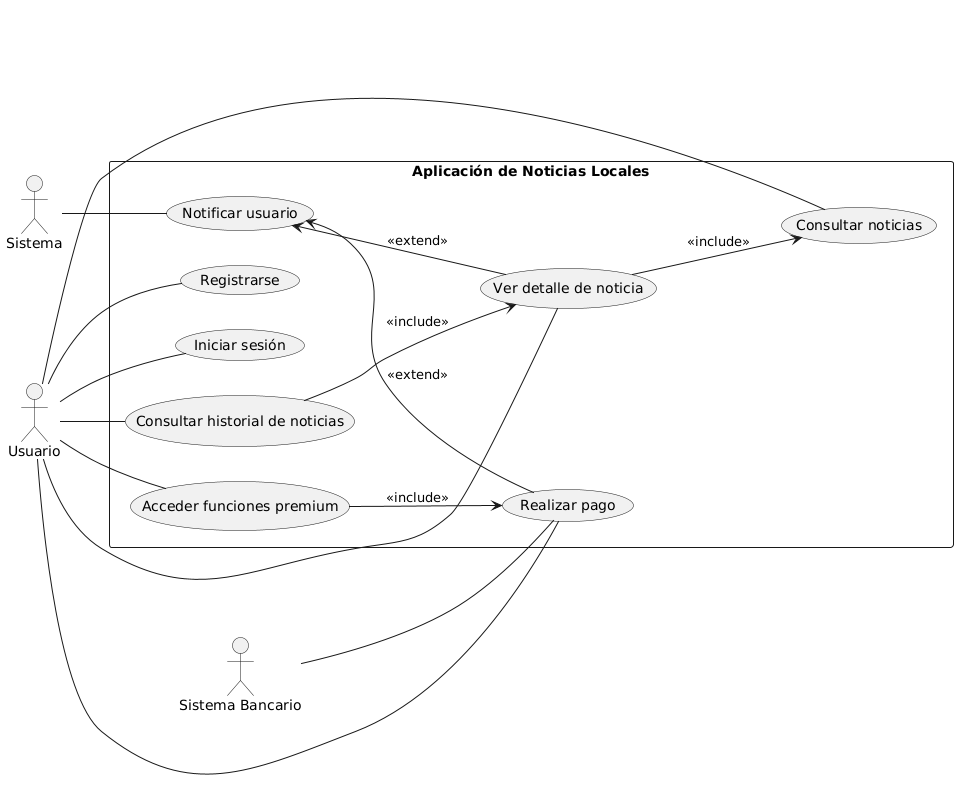 Aplicación de Noticias Locales
Sistema
Notificar usuario
Consultar noticias
«extend»
«include»
Registrarse
Ver detalle de noticia
«include»
Iniciar sesión
«extend»
Consultar historial de noticias
Usuario
«include»
Acceder funciones premium
Realizar pago
Sistema Bancario